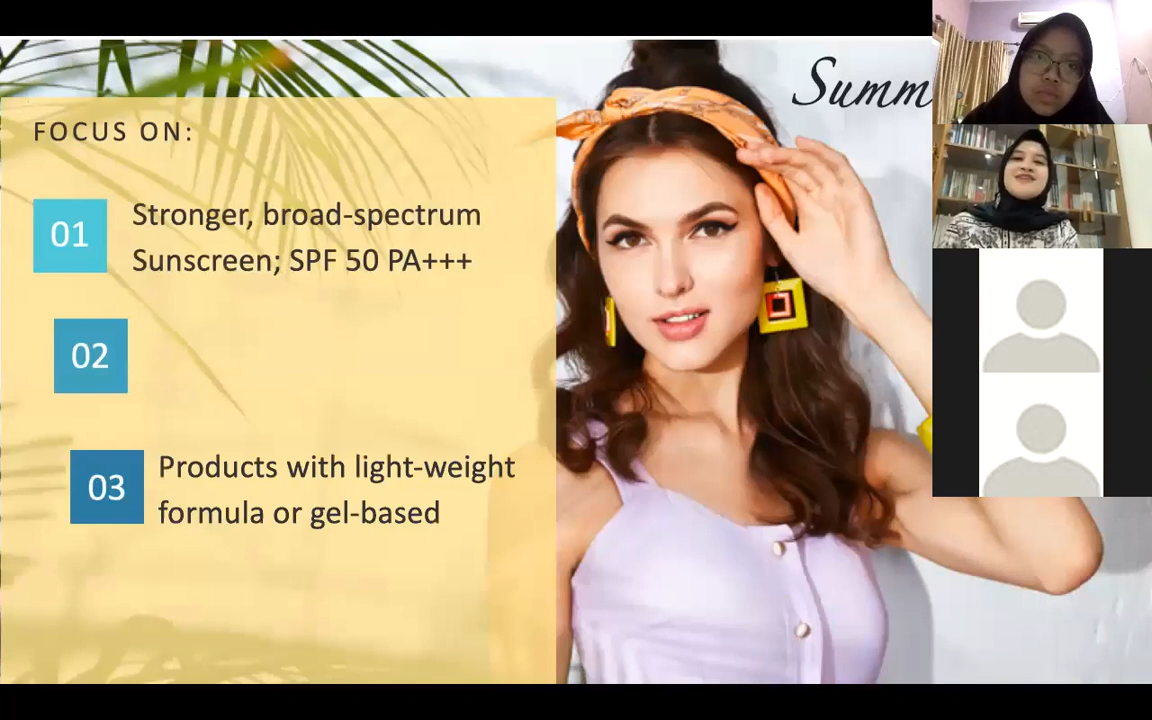 Summ
FOCUS ON:
01
Stronger, broad-spectrum
Sunscreen; SPF 50 PA+++
02
03
Products with light-weight
formula or gel-based